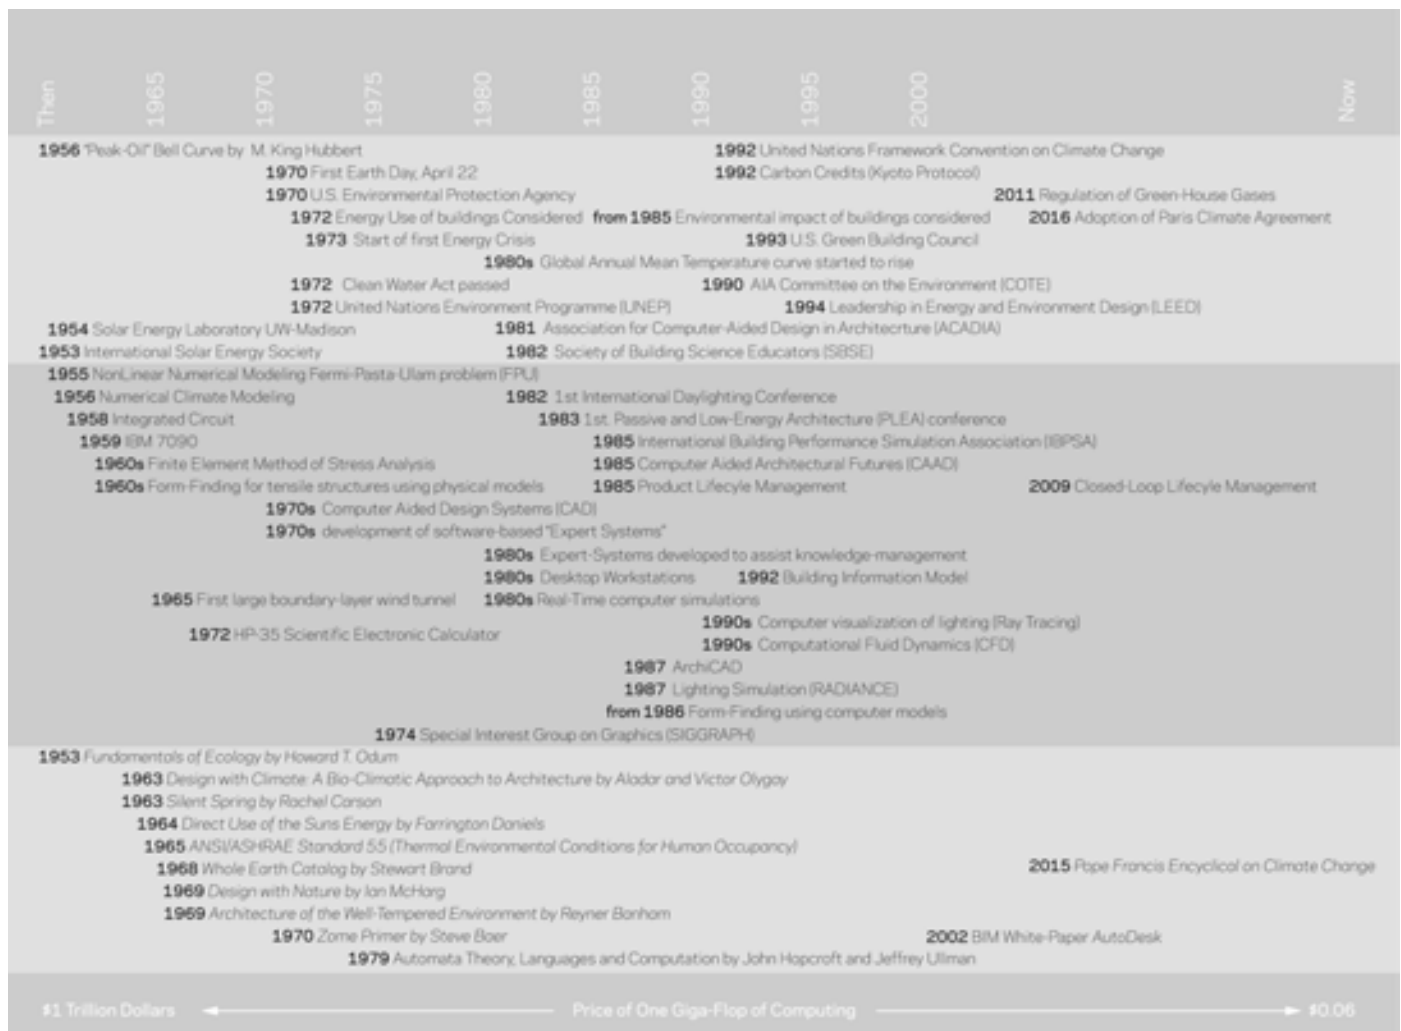 Then 1965 1970 1975 1980 1985 1990 1995 2000 Now
1956 "Peak-Oil" Bell Curve by M. King Hubbert 1992 United Nations Framework Convention on Climate Change
1970 First Earth Day, April 22 1992 Carbon Credits (Kyoto Protocol)
1970 U.S. Environmental Protection Agency 2011 Regulation of Green-House Gases
1972 Energy Use of buildings Considered from 1985 Environmental impact of buildings considered 2016 Adoption of Paris Climate Agreement
1973 Start of first Energy Crisis 1993 U.S. Green Building Council
1980s Global Annual Mean Temperature curve started to rise
1972 Clean Water Act passed 1990 AIA Committee on the Environment (COTE)
1972 United Nations Environment Programme (UNEP) 1994 Leadership in Energy and Environment Design (LEED)
1954 Solar Energy Laboratory UW-Madison 1981 Association for Computer-Aided Design in Architecrture (ACADIA)
1953 International Solar Energy Society 1982 Society of Building Science Educators (SBSE)
1955 NonLinear Numerical Modeling Fermi-Pasta-Ulam problem (FPU)
1956 Numerical Climate Modeling 1982 1st International Daylighting Conference
1958 Integrated Circuit 1983 1st. Passive and Low-Energy Architecture (PLEA) conference
1959 IBM 7090 1985 International Building Performance Simulation Association (IBPSA)
1960s Finite Element Method of Stress Analysis 1985 Computer Aided Architectural Futures (CAAD)
1960s Form-Finding for tensile structures using physical models 1985 Product Lifecyle Management 2009 Closed-Loop Lifecyle Management
1970s Computer Aided Design Systems (CAD)
1970s development of software-based "Expert Systems"
1980s Expert-Systems developed to assist knowledge-management
1980s Desktop Workstations 1992 Building Information Model
1965 First large boundary-layer wind tunnel 1980s Real-Time computer simulations
1990s Computer visualization of lighting (Ray Tracing)
1972 HP-35 Scientific Electronic Calculator
1990s Computational Fluid Dynamics (CFD)
1987 ArchiCAD
1987 Lighting Simulation (RADIANCE)
from 1986 Form-Finding using computer models
1974 Special Interest Group on Graphics (SIGGRAPH)
1953 Fundamentals of Ecology by Howard T. Odum
1963 Design with Climate: A Bio-Climatic Approach to Architecture by Aladar and Victor Olygay
1963 Silent Spring by Rachel Carson
1964 Direct Use of the Suns Energy by Farrington Daniels
1965 ANSI/ASHRAE Standard 55 (Thermal Environmental Conditions for Human Occupancy)
1968 Whole Earth Catalog by Stewart Brand 2015 Pope Francis Encyclical on Climate Change
1969 Design with Nature by Ian McHarg
1969 Architecture of the Well-Tempered Environment by Reyner Banham
1970 Zome Primer by Steve Baer 2002 BIM White-Paper AutoDesk
1979 Automata Theory, Languages and Computation by John Hopcroft and Jeffrey Ullman
$1 Trillion Dollars Price of One Giga-Flop of Computing $0.06